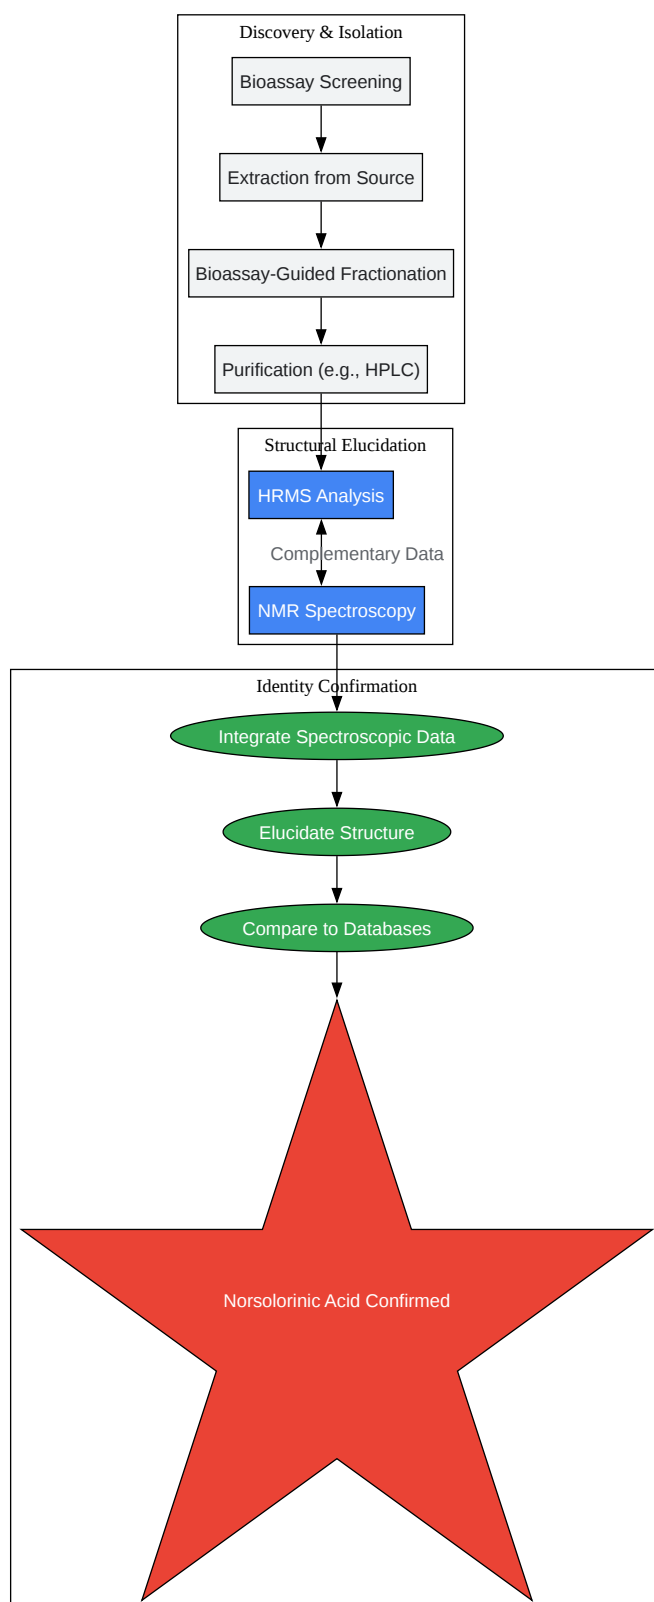 Discovery & Isolation
Bioassay Screening
Extraction from Source
Bioassay-Guided Fractionation
Purification (e.g., HPLC)
Structural Elucidation
HRMS Analysis
Complementary Data
NMR Spectroscopy
Identity Confirmation
Integrate Spectroscopic Data
Elucidate Structure
Compare to Databases
Norsolorinic Acid Confirmed